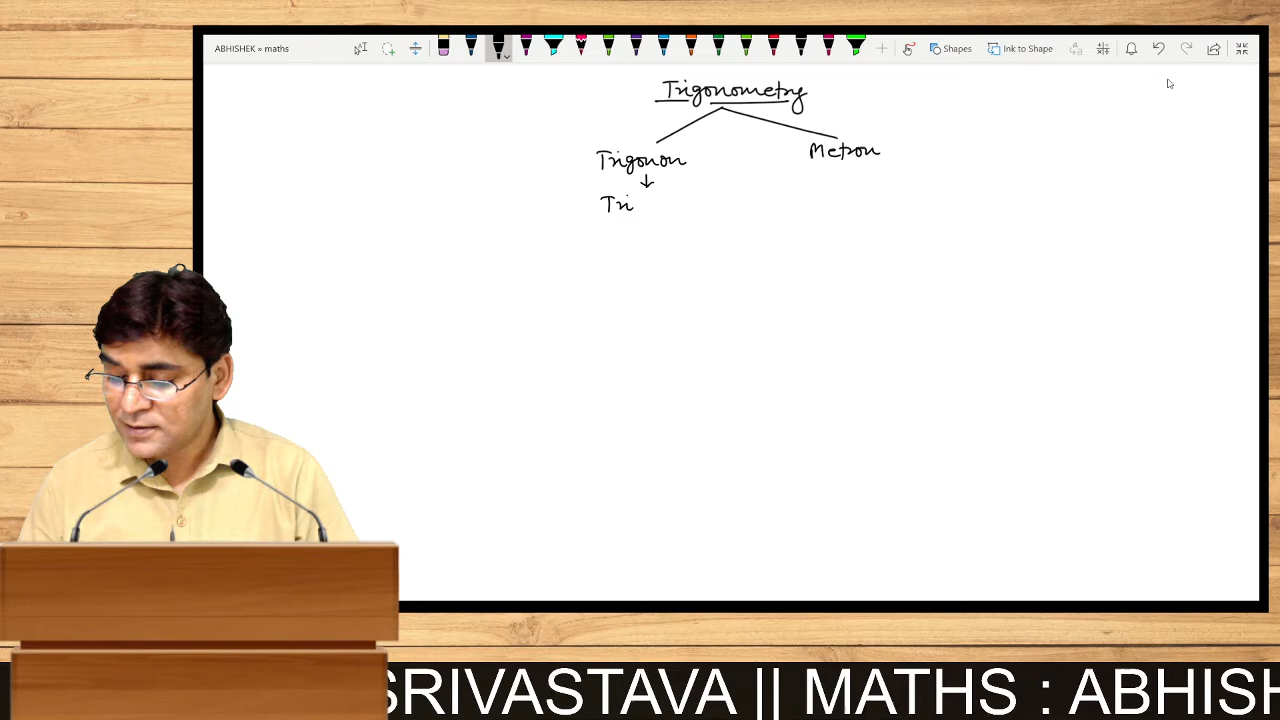 ABHISHEK » maths
Shapes
Ink to Shape
Trigonometry
Trigonon
Metron
Tri
SRIVASTAVA || MATHS : ABHISH